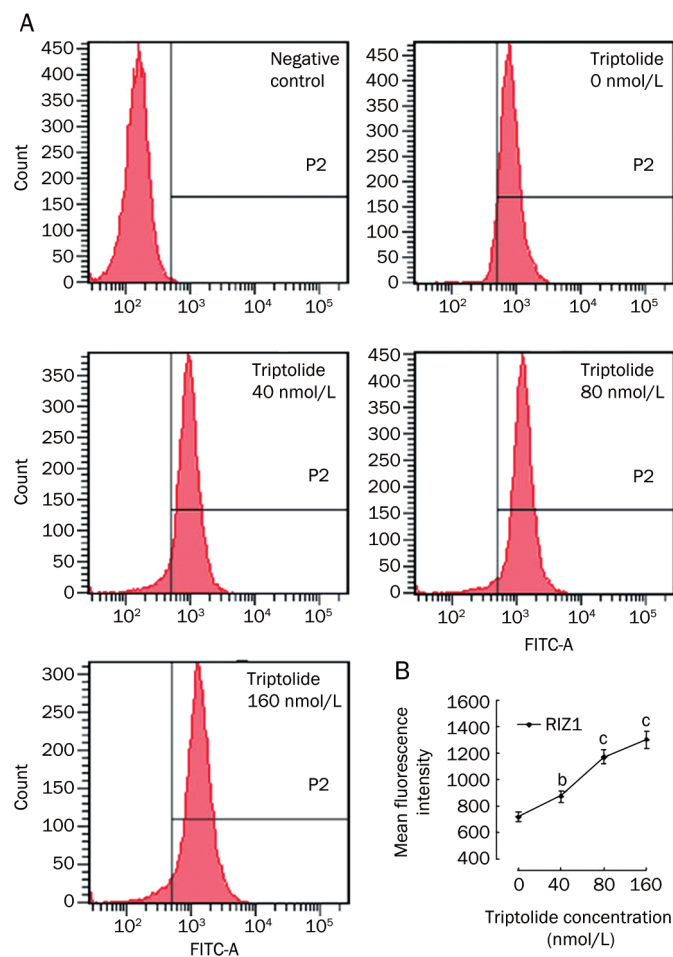 A
Negative
control
P2
Count
450
400
350
300
250
200
150
100
50
0
10²
10³
10⁴
10⁵
Triptolide
0 nmol/L
P2
450
400
350
300
250
200
150
100
50
0
10²
10³
10⁴
10⁵
Triptolide
40 nmol/L
P2
Count
350
300
250
200
150
100
50
0
10²
10³
10⁴
10⁵
Triptolide
80 nmol/L
P2
450
400
350
300
250
200
150
100
50
0
10²
10³
10⁴
10⁵
FITC-A
Triptolide
160 nmol/L
P2
Count
300
250
200
150
100
50
0
10²
10³
10⁴
10⁵
FITC-A
B
RIZ1
Mean fluorescence
intensity
1600
1400
1200
1000
800
600
400
b
c
c
0
40
80
160
Triptolide concentration
(nmol/L)